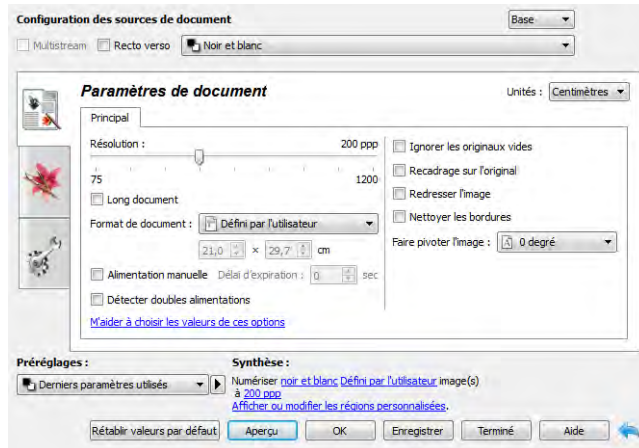 Configuration des sources de document Base
Multistream Recto verso Noir et blanc
Paramètres de document Unités : Centimètres
Principal
Résolution : 200 ppp
75 1200
Long document
Format de document : Défini par l'utilisateur
21,0 x 29,7 cm
Alimentation manuelle Délai d'expiration : 0 sec
Détecter doubles alimentations
M'aider à choisir les valeurs de ces options
Ignorer les originaux vides
Recadrage sur l'original
Redresser l'image
Nettoyer les bordures
Faire pivoter l'image : 0 degré
Préréglages :
Derniers paramètres utilisés
Synthèse :
Numériser noir et blanc Défini par l'utilisateur image(s)
à 200 ppp
Afficher ou modifier les régions personnalisées.
Rétablir valeurs par défaut Aperçu OK Enregistrer Terminé Aide